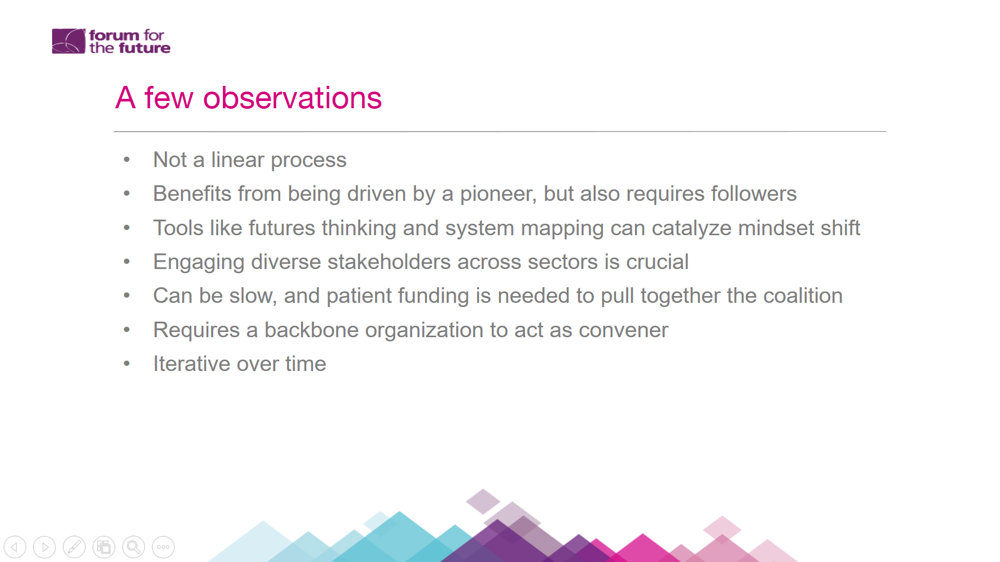 forum for
the future
A few observations
• Not a linear process
• Benefits from being driven by a pioneer, but also requires followers
• Tools like futures thinking and system mapping can catalyze mindset shift
• Engaging diverse stakeholders across sectors is crucial
• Can be slow, and patient funding is needed to pull together the coalition
• Requires a backbone organization to act as convener
• Iterative over time